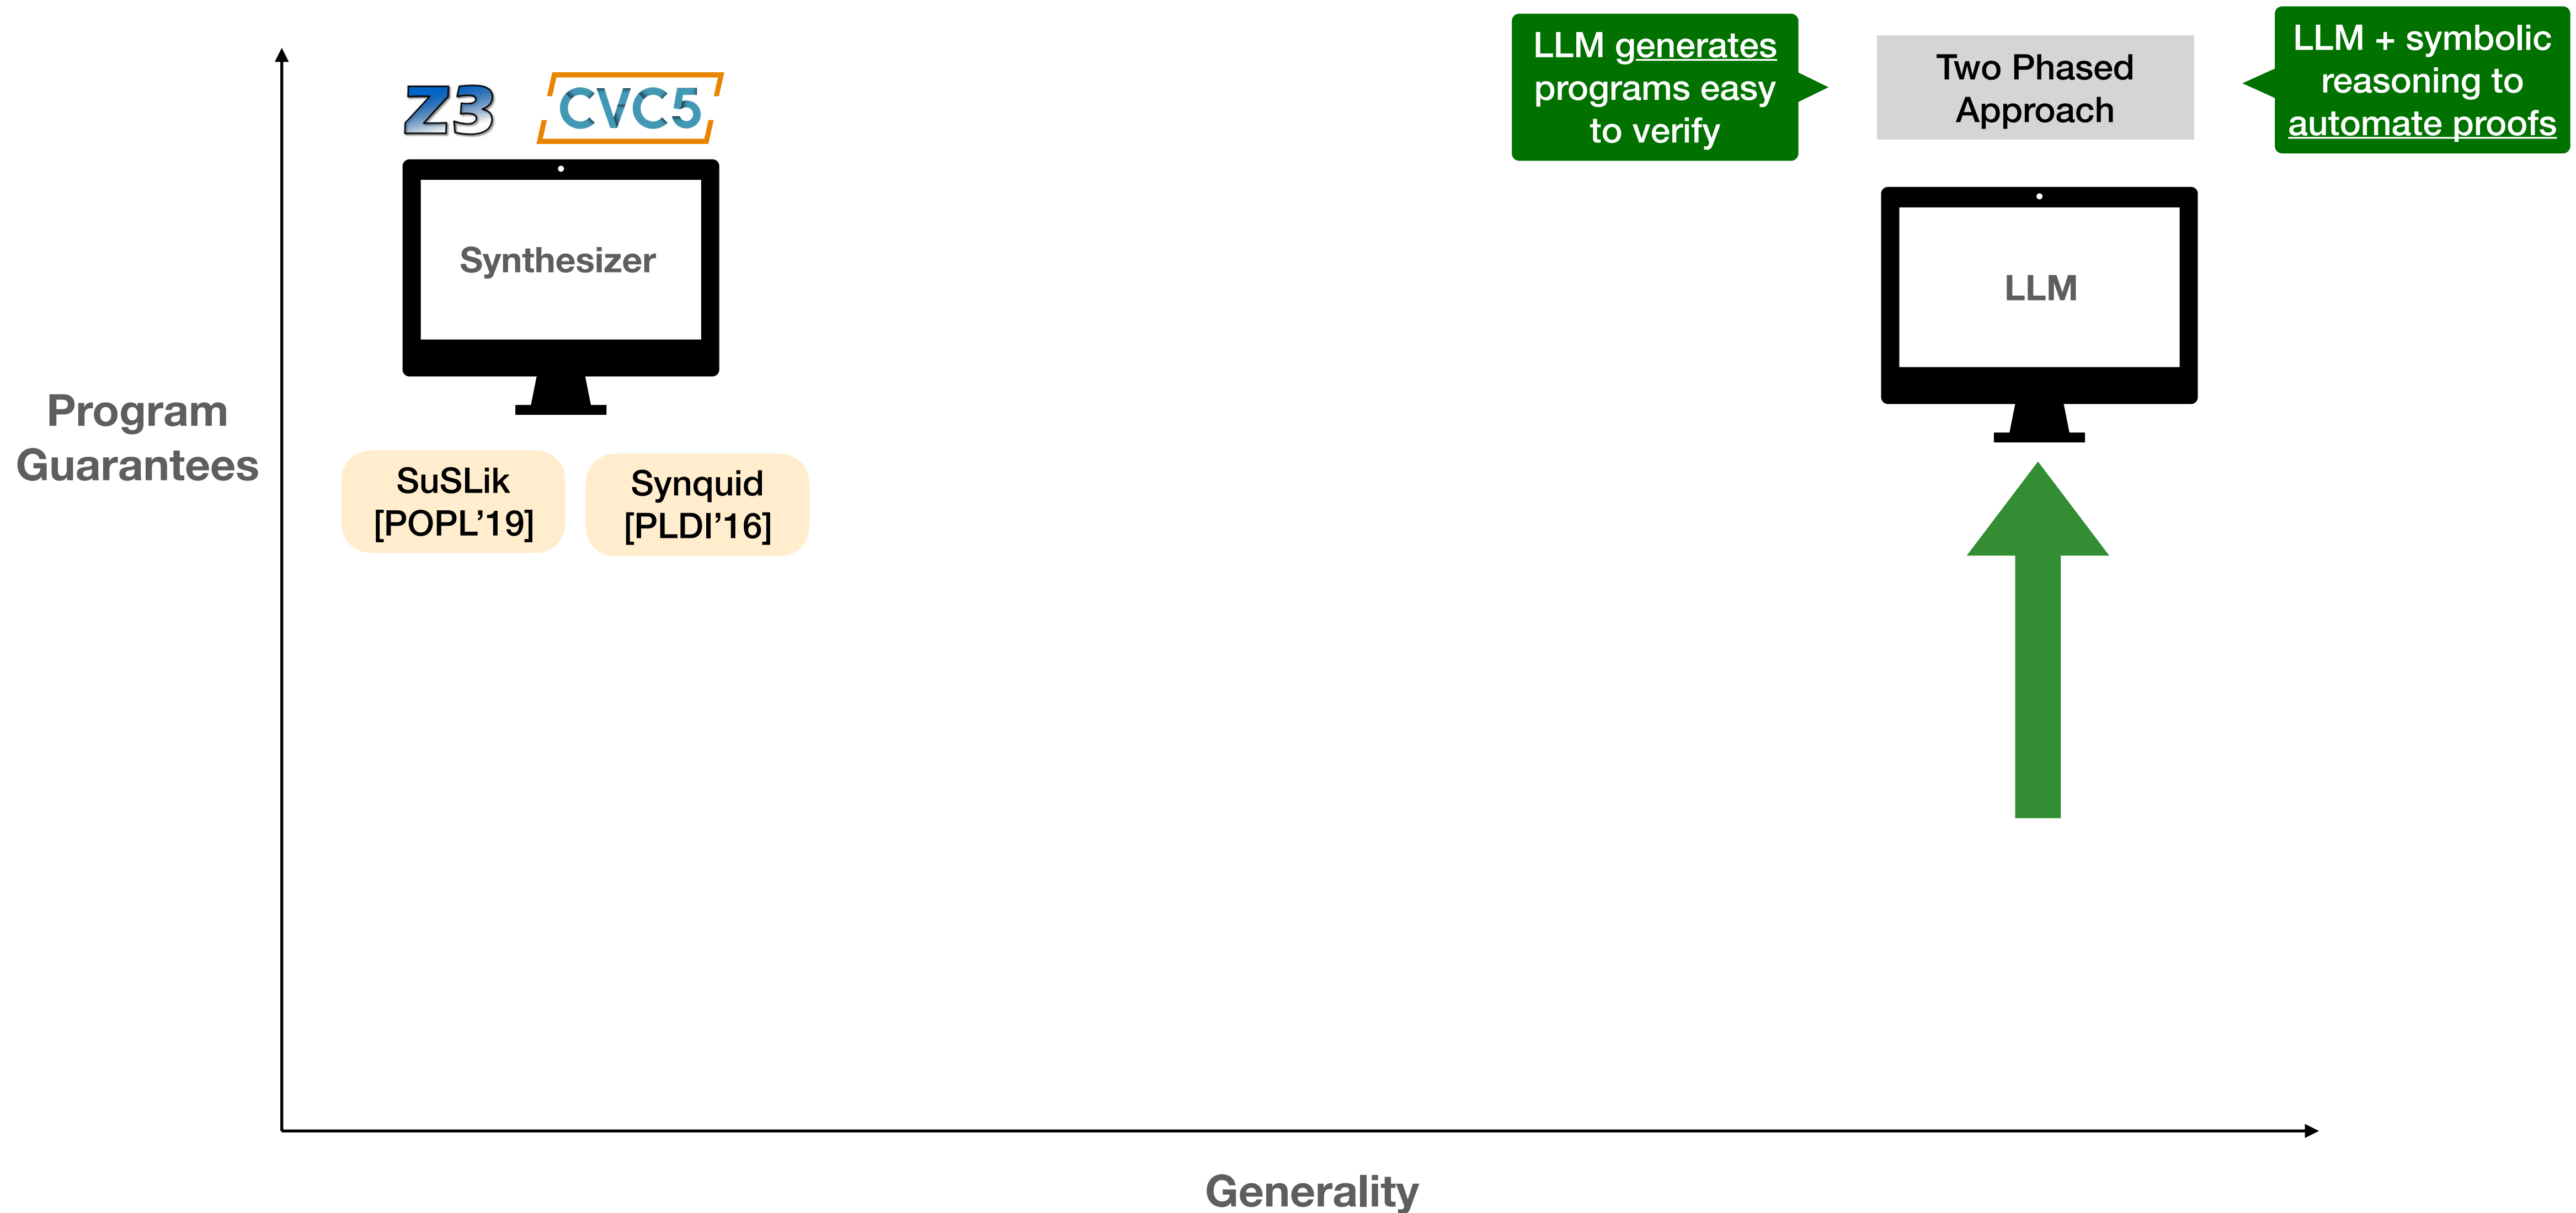 Z3
CVC5
Synthesizer
SuSLik
[POPL’19]
Synquid
[PLDI’16]
Program
Guarantees
LLM generates
programs easy
to verify
Two Phased
Approach
LLM + symbolic
reasoning to
automate proofs
LLM
Generality